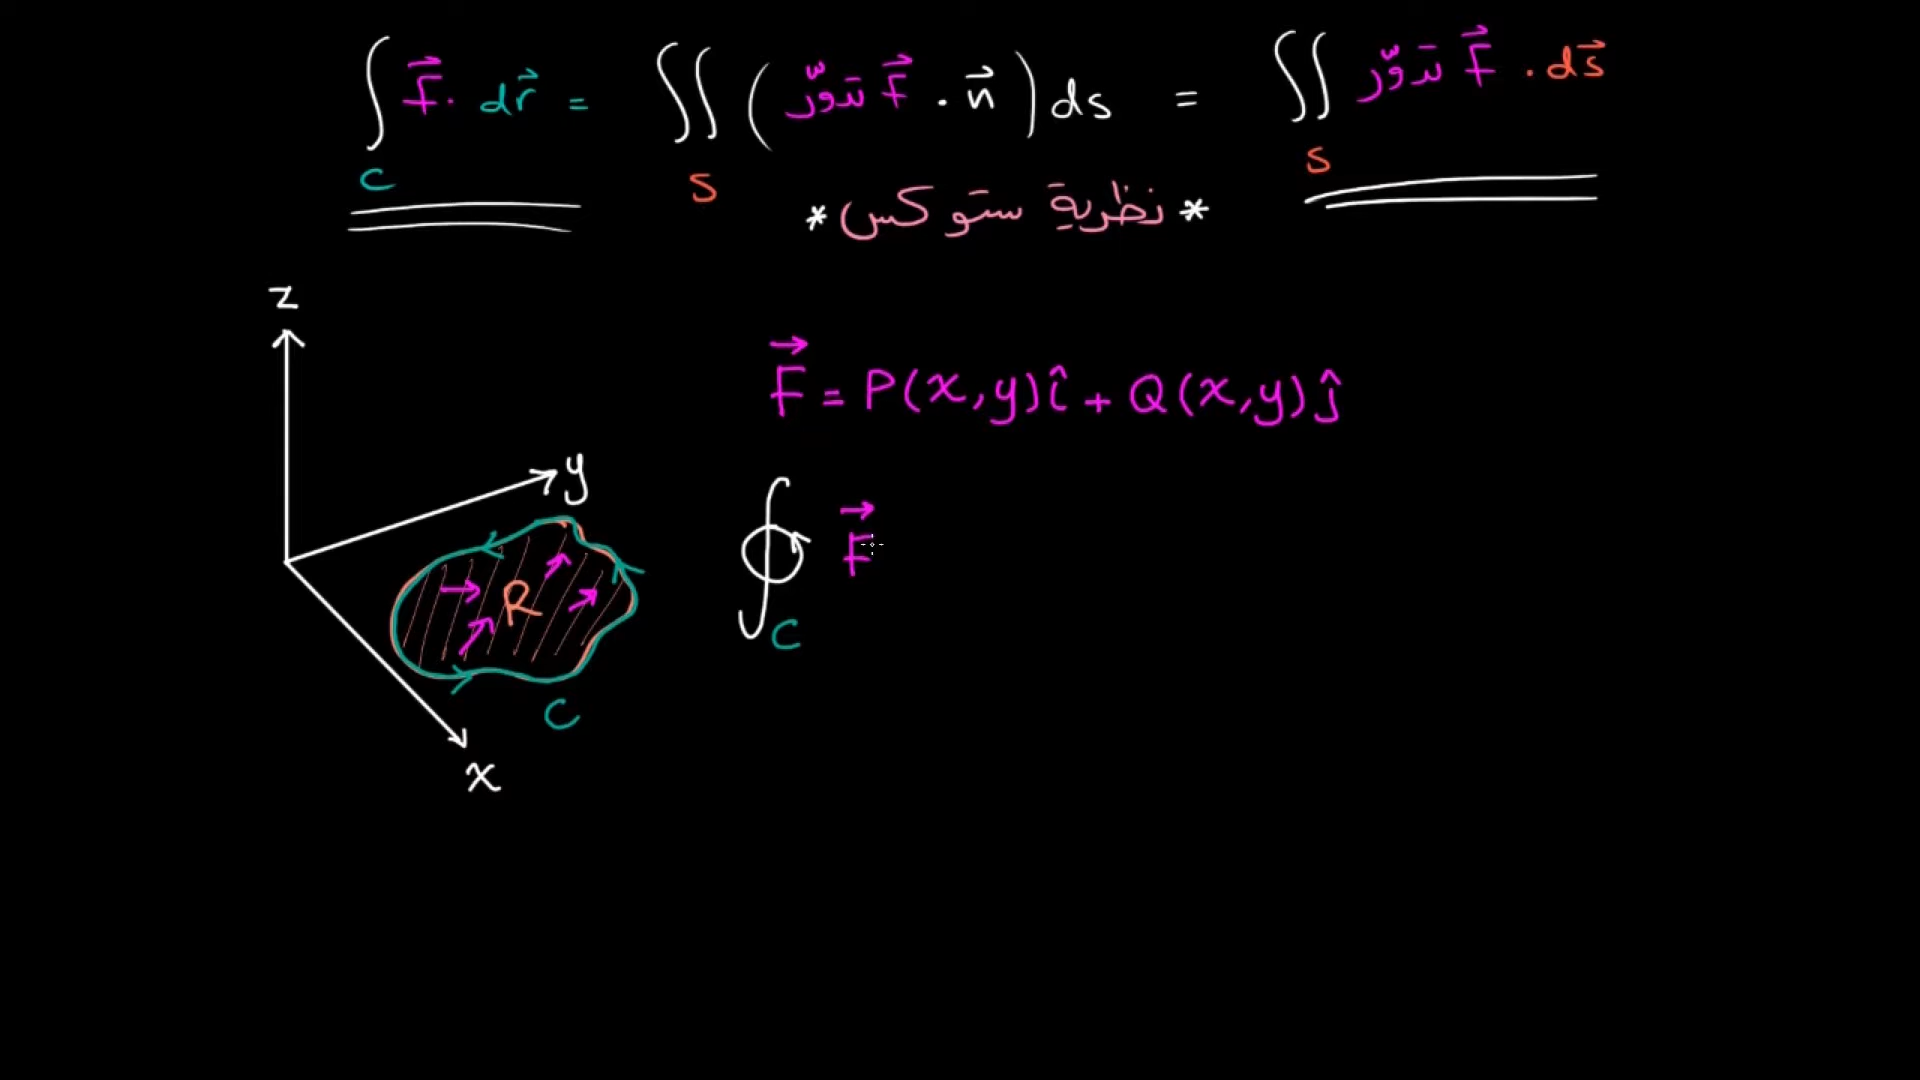 ∫_C F⃗ · dr⃗ = ∬_S (تدوّر F⃗ · n⃗) ds = ∬_S تدوّر F⃗ · ds⃗
* نظرية ستوكس *
z
F⃗ = P(x,y)î + Q(x,y)ĵ
y
∮_C F⃗
R
C
x